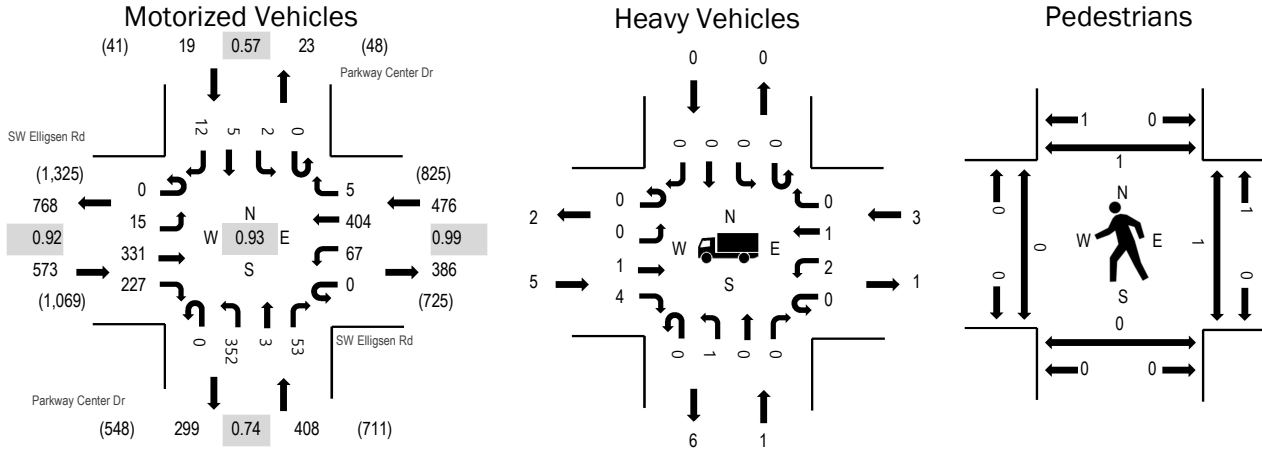 Motorized Vehicles
Heavy Vehicles
Pedestrians
(41) 19 0.57 23 (48)
Parkway Center Dr
SW Elligsen Rd
12 5 2 0
(1,325)
768
0.92
573
(1,069)
0
15
331
227
N
W 0.93 E
S
5
404
67
0
(825)
476
0.99
386
(725)
0 352 3 53
SW Elligsen Rd
Parkway Center Dr
(548) 299 0.74 408 (711)
0 0
0 0 0 0
2
5
0
0
1
4
N
W E
S
0
1
2
0
3
1
0 1 0 0
6 1
1 0
1
0
0
0
N
W E
S
1
1
0
0
0 0